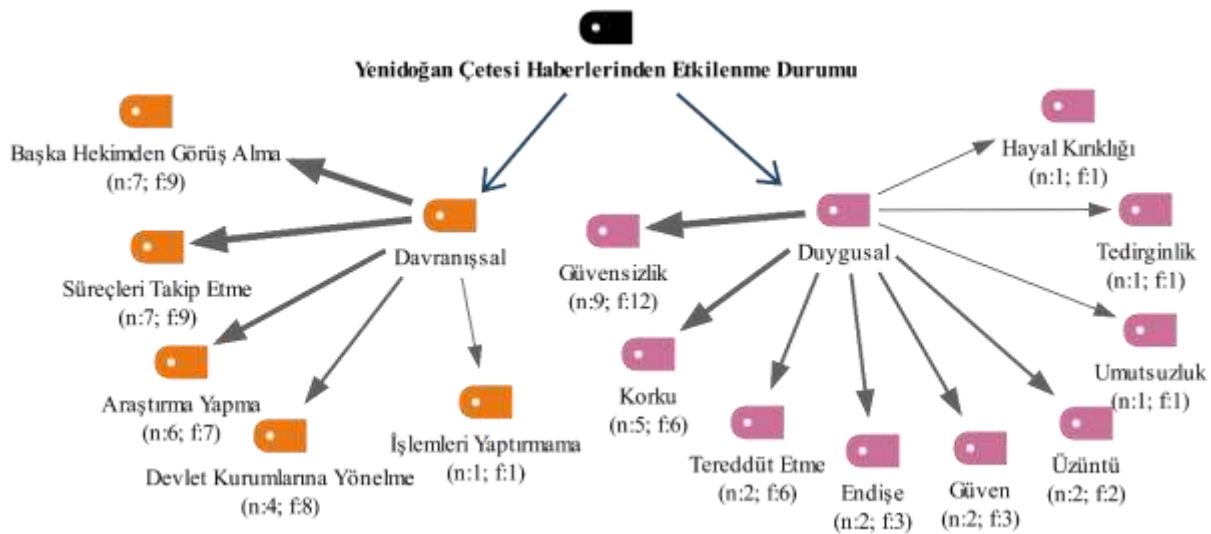 Yenidoğan Çetesi Haberlerinden Etkilenme Durumu
Başka Hekimden Görüş Alma
(n:7; f:9)
Süreçleri Takip Etme
(n:7; f:9)
Araştırma Yapma
(n:6; f:7)
Devlet Kurumlarına Yönelme
(n:4; f:8)
İşlemleri Yaptırmama
(n:1; f:1)
Davranışsal
Duygusal
Güvensizlik
(n:9; f:12)
Korku
(n:5; f:6)
Tereddüt Etme
(n:2; f:6)
Endişe
(n:2; f:3)
Güven
(n:2; f:3)
Üzüntü
(n:2; f:2)
Umutsuzluk
(n:1; f:1)
Tedirginlik
(n:1; f:1)
Hayal Kırıklığı
(n:1; f:1)